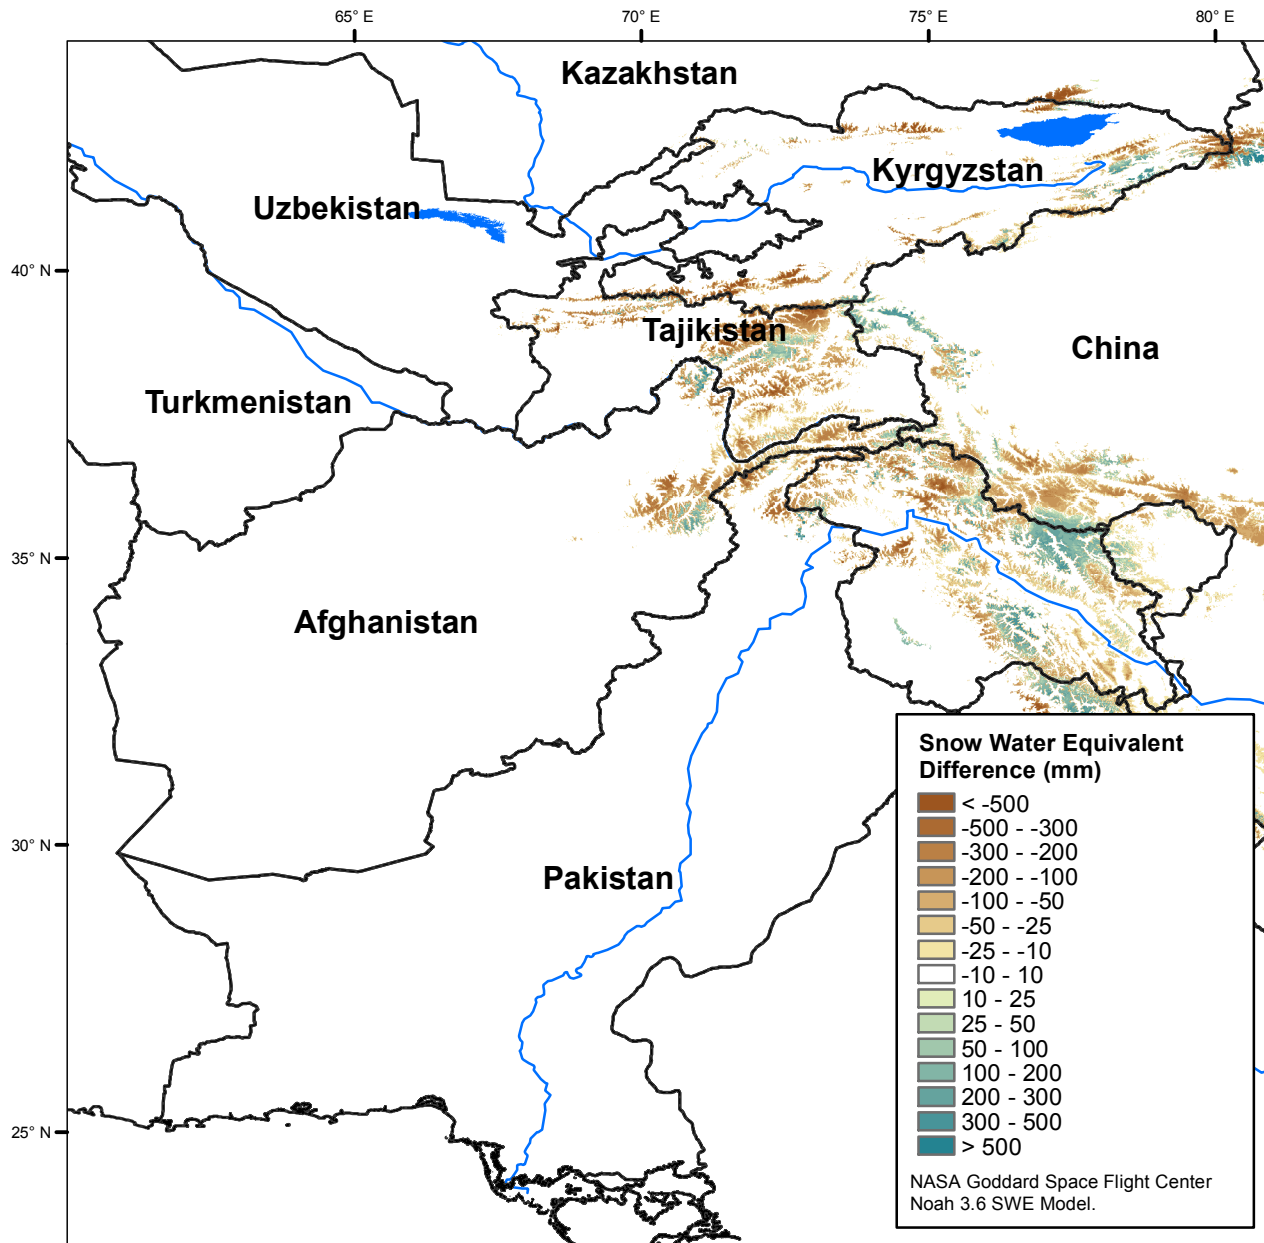 65° E
70° E
75° E
80° E
Kazakhstan
Kyrgyzstan
Uzbekistan
40° N
Tajikistan
China
Turkmenistan
35° N
Afghanistan
30° N
Pakistan
25° N
Snow Water Equivalent
Difference (mm)
< -500
-500 - -300
-300 - -200
-200 - -100
-100 - -50
-50 - -25
-25 - -10
-10 - 10
10 - 25
25 - 50
50 - 100
100 - 200
200 - 300
300 - 500
> 500
NASA Goddard Space Flight Center
Noah 3.6 SWE Model.